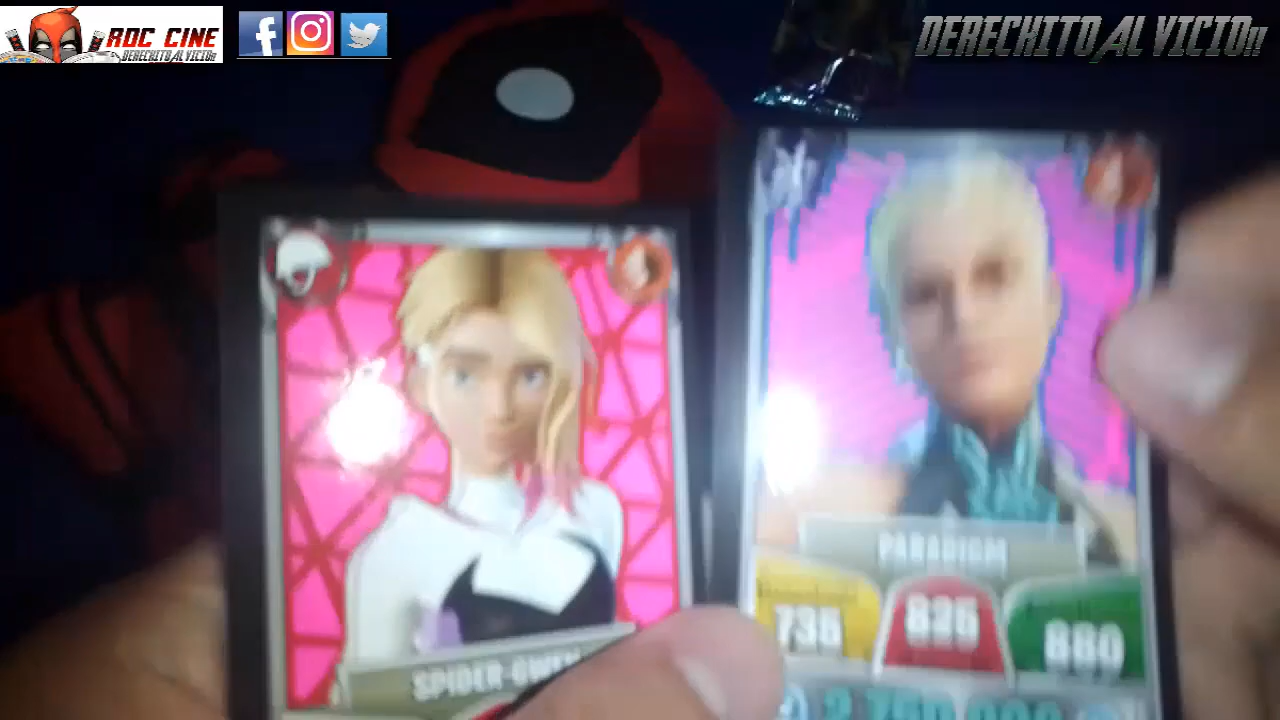 ROC CINE
DERECHITO AL VICIO!!
DERECHITO AL VICIO!!
SPIDER-GWEN
PARADIGM
735
825
880